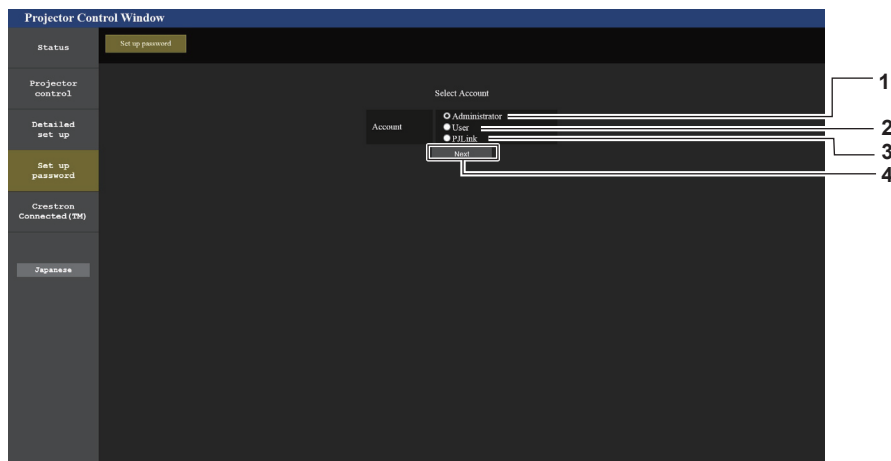 Projector Control Window
Status
Set up password
Projector
control
Detailed
set up
Set up
password
Crestron
Connected(TM)
Japanese
Select Account
Account
Administrator
User
PJLink
Next
1
2
3
4